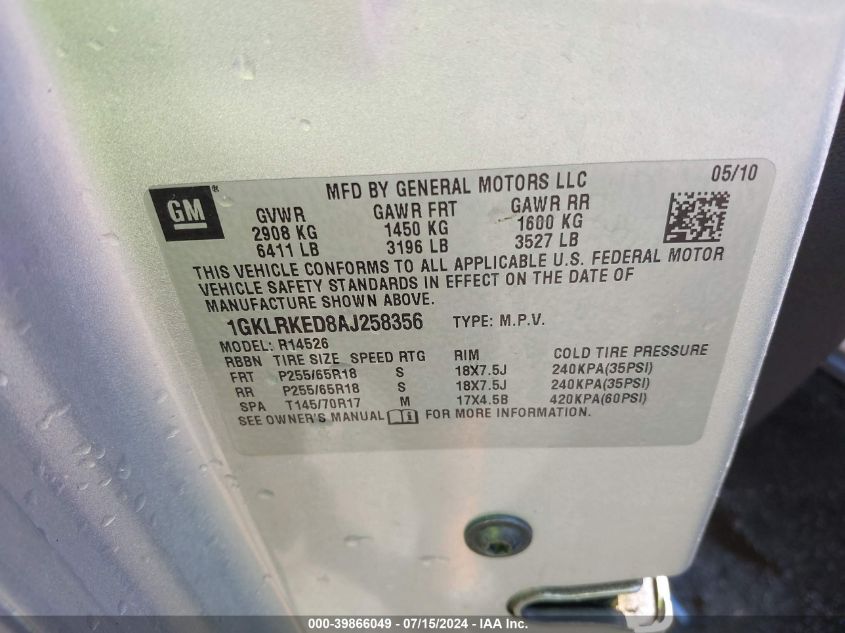 GM®
MFD BY GENERAL MOTORS LLC 05/10
GVWR GAWR FRT GAWR RR
2908 KG 1450 KG 1600 KG
6411 LB 3196 LB 3527 LB
THIS VEHICLE CONFORMS TO ALL APPLICABLE U.S. FEDERAL MOTOR
VEHICLE SAFETY STANDARDS IN EFFECT ON THE DATE OF
MANUFACTURE SHOWN ABOVE.
1GKLRKED8AJ258356 TYPE: M.P.V.
MODEL: R14526
RBBN TIRE SIZE SPEED RTG RIM COLD TIRE PRESSURE
FRT P255/65R18 S 18X7.5J 240KPA(35PSI)
RR P255/65R18 S 18X7.5J 240KPA(35PSI)
SPA T145/70R17 M 17X4.5B 420KPA(60PSI)
SEE OWNER'S MANUAL i FOR MORE INFORMATION.
000-39866049 - 07/15/2024 - IAA Inc.